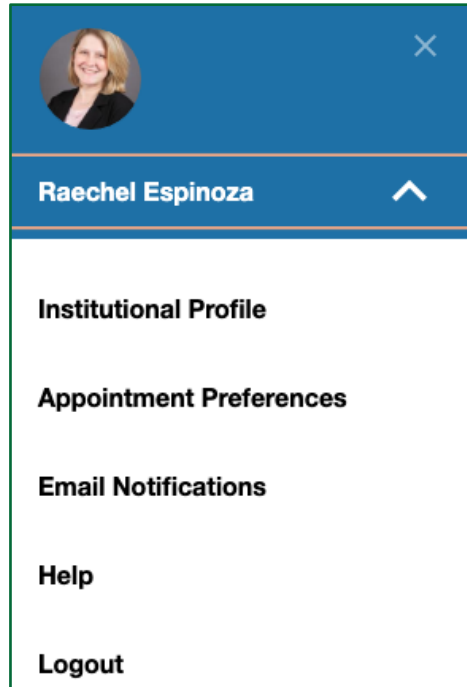 Raechel Espinoza
Institutional Profile
Appointment Preferences
Email Notifications
Help
Logout